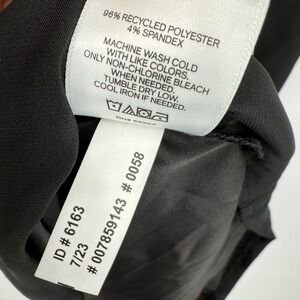 96% RECYCLED POLYESTER
4% SPANDEX
MACHINE WASH COLD
WITH LIKE COLORS.
ONLY NON-CHLORINE BLEACH
WHEN NEEDED.
TUMBLE DRY LOW.
COOL IRON IF NEEDED.
ID # 6163
7/23
# 007859143 # 0058